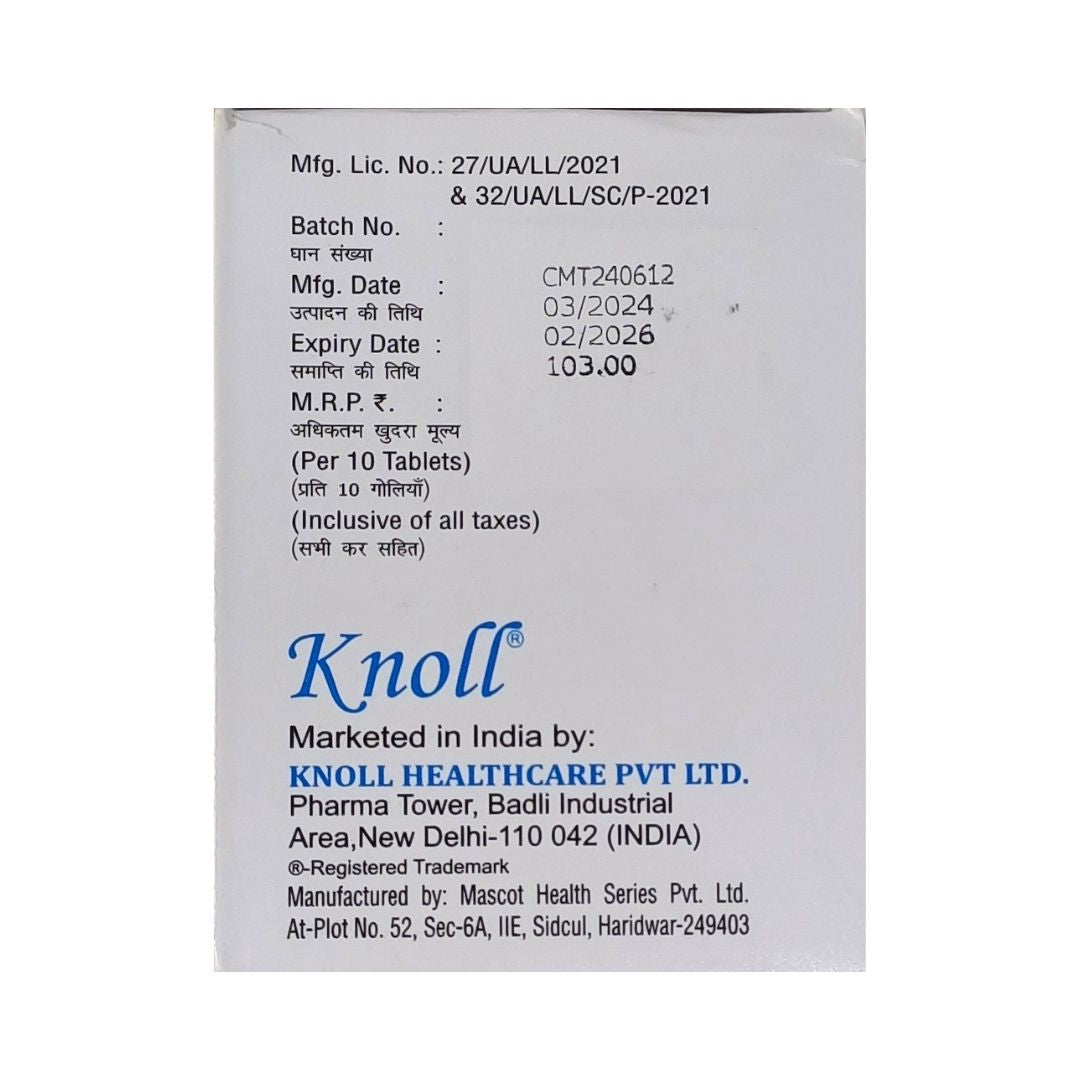 Mfg. Lic. No.: 27/UA/LL/2021
& 32/UA/LL/SC/P-2021
Batch No. :
घान संख्या
CMT240612
Mfg. Date :
03/2024
उत्पादन की तिथि
02/2026
Expiry Date :
103.00
समाप्ति की तिथि
M.R.P. ₹. :
अधिकतम खुदरा मूल्य
(Per 10 Tablets)
(प्रति 10 गोलियाँ)
(Inclusive of all taxes)
(सभी कर सहित)
Knoll®
Marketed in India by:
KNOLL HEALTHCARE PVT LTD.
Pharma Tower, Badli Industrial
Area,New Delhi-110 042 (INDIA)
®-Registered Trademark
Manufactured by: Mascot Health Series Pvt. Ltd.
At-Plot No. 52, Sec-6A, IIE, Sidcul, Haridwar-249403